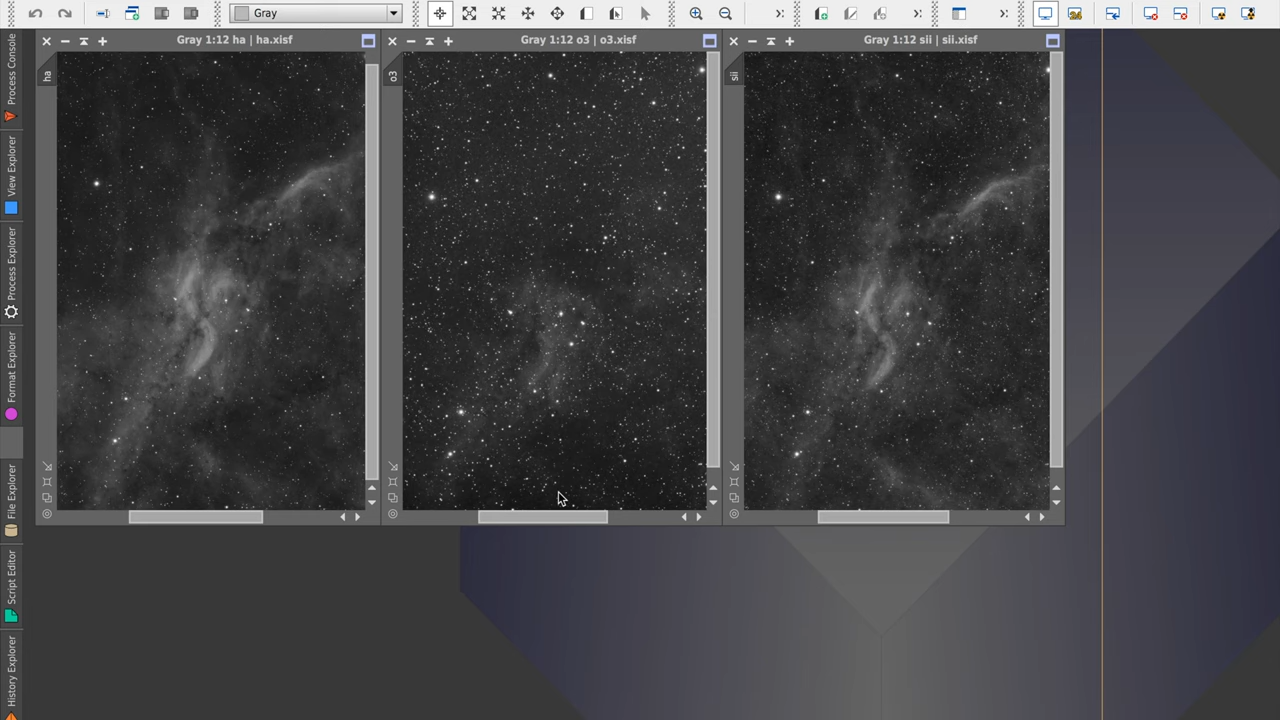 Gray
Gray 1:12 ha | ha.xisf
Gray 1:12 o3 | o3.xisf
Gray 1:12 sii | sii.xisf
ha
o3
sii
Process Console
View Explorer
Process Explorer
Format Explorer
File Explorer
Script Editor
History Explorer